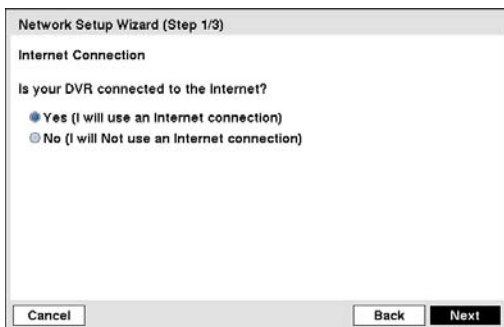 Network Setup Wizard (Step 1/3)
Internet Connection
Is your DVR connected to the Internet?
Yes (I will use an Internet connection)
No (I will Not use an Internet connection)
Cancel Back Next